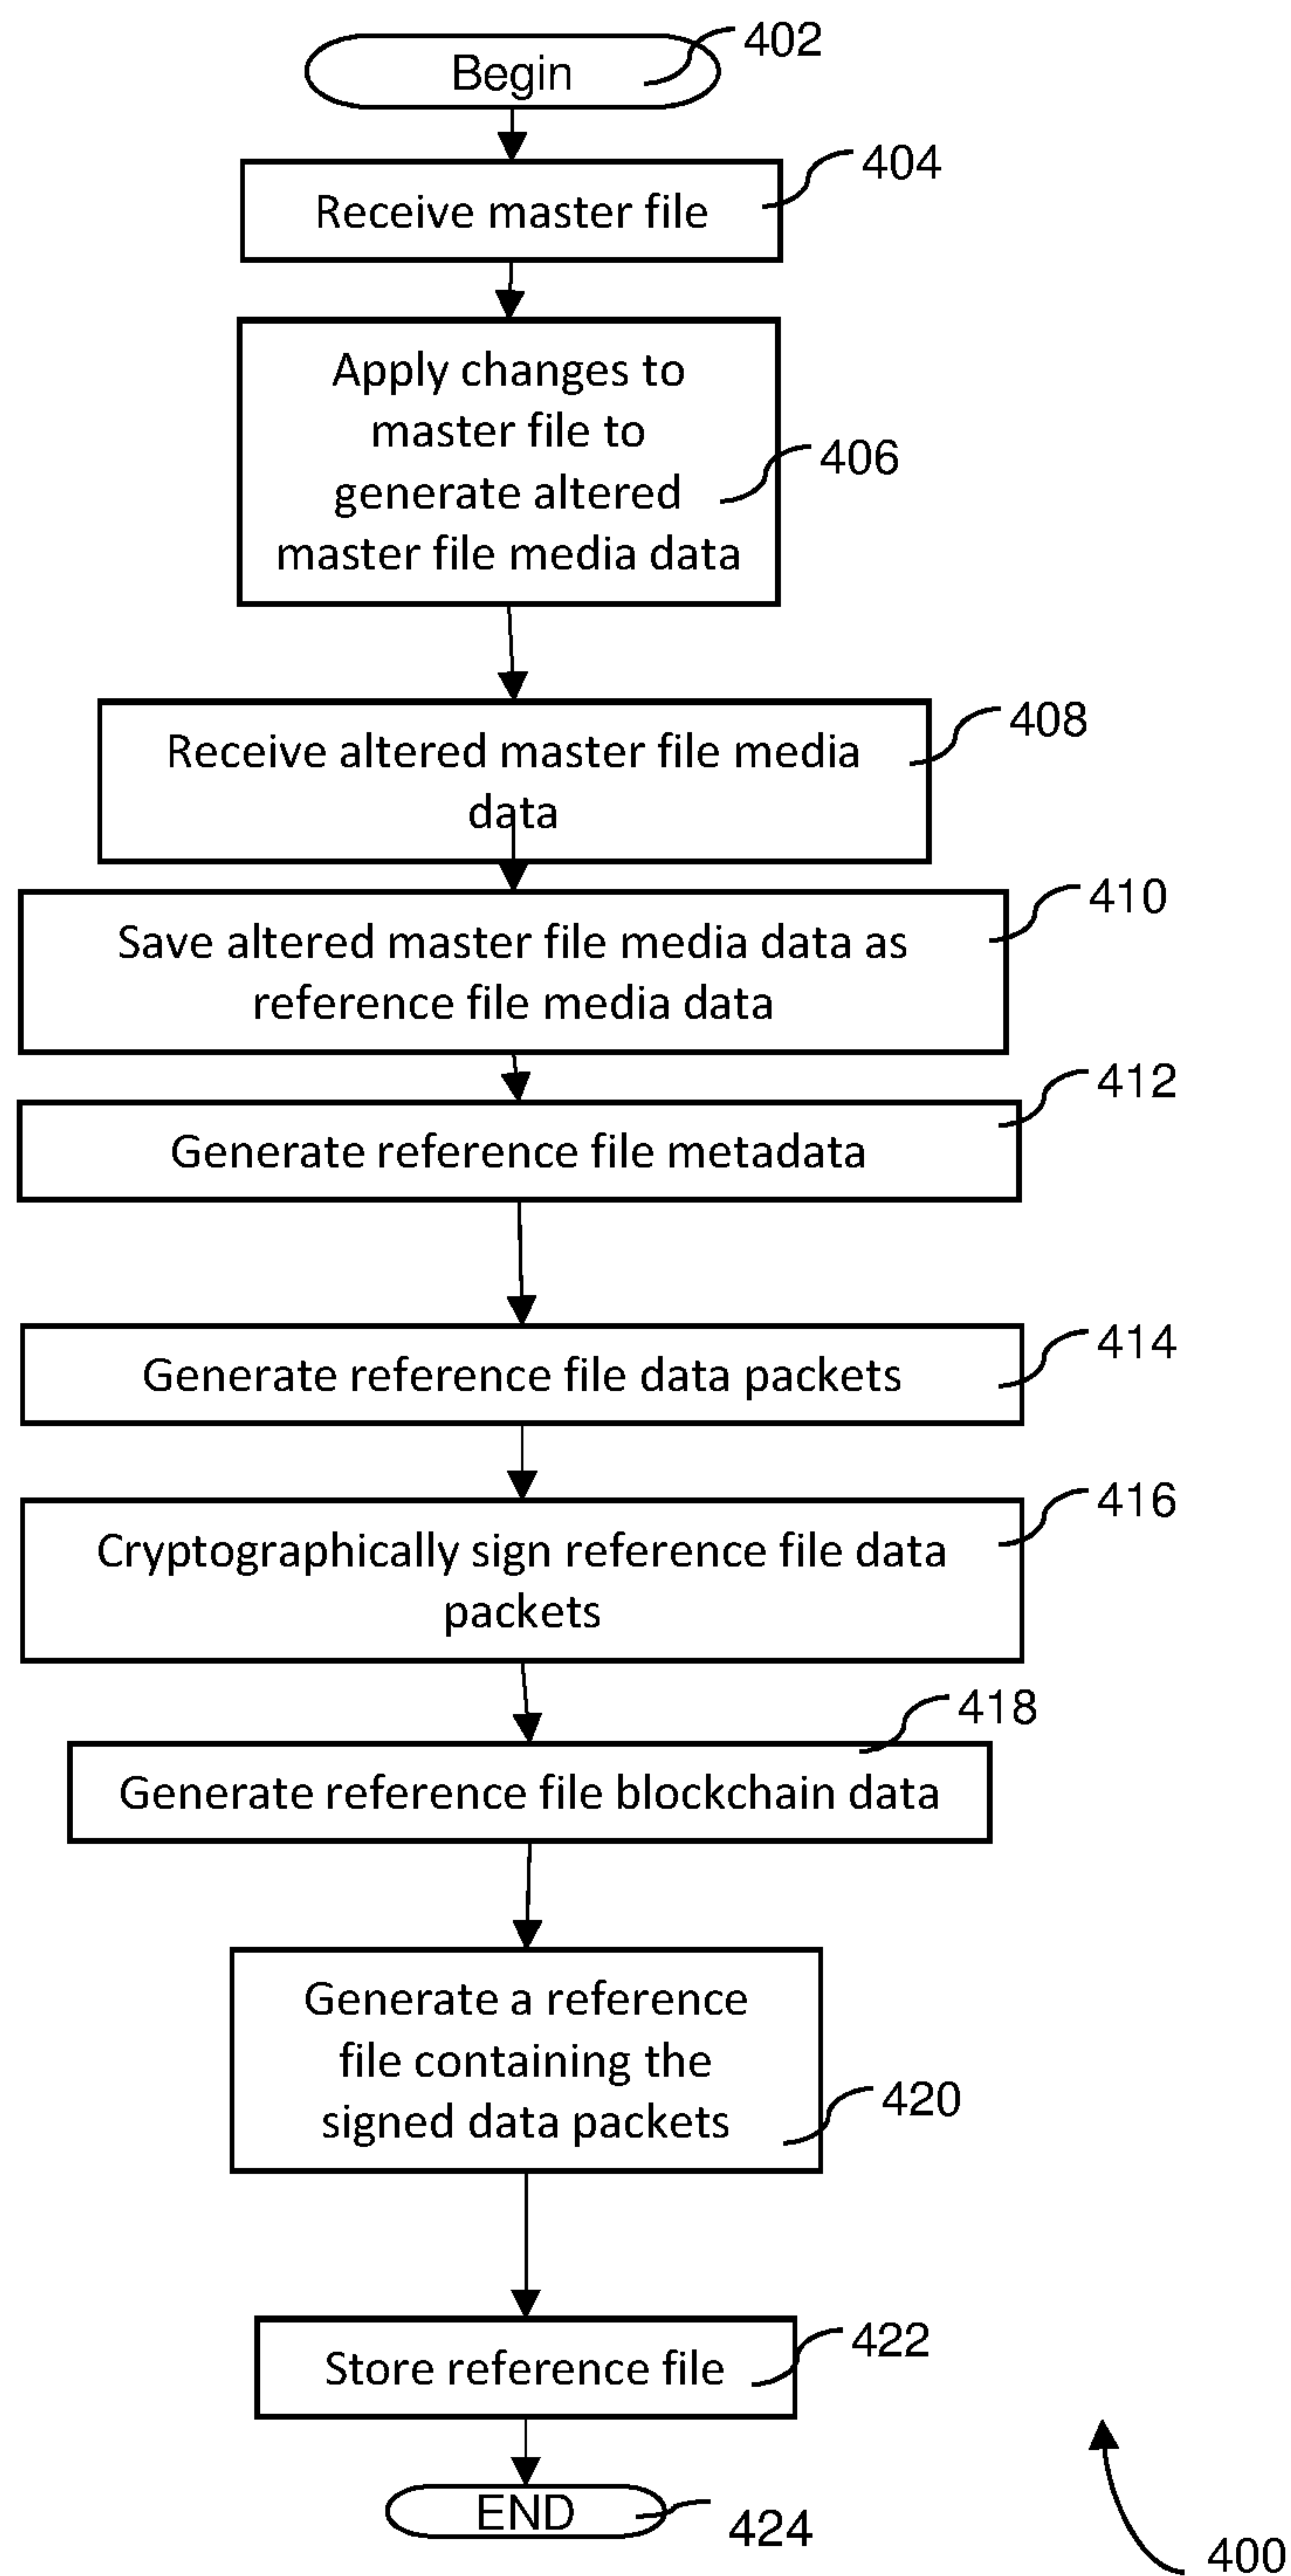 Begin
402
Receive master file
404
Apply changes to
master file to
generate altered
master file media data
406
Receive altered master file media
data
408
Save altered master file media data as
reference file media data
410
Generate reference file metadata
412
Generate reference file data packets
414
Cryptographically sign reference file data
packets
416
Generate reference file blockchain data
418
Generate a reference
file containing the
signed data packets
420
Store reference file
422
END
424
400